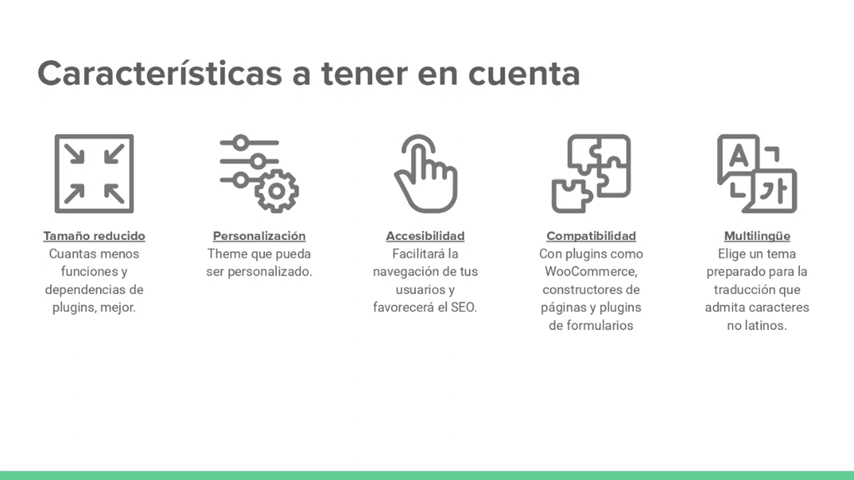 Características a tener en cuenta
A 가
Tamaño reducido
Cuantas menos
funciones y
dependencias de
plugins, mejor.
Personalización
Theme que pueda
ser personalizado.
Accesibilidad
Facilitará la
navegación de tus
usuarios y
favorecerá el SEO.
Compatibilidad
Con plugins como
WooCommerce,
constructores de
páginas y plugins
de formularios
Multilingüe
Elige un tema
preparado para la
traducción que
admita caracteres
no latinos.